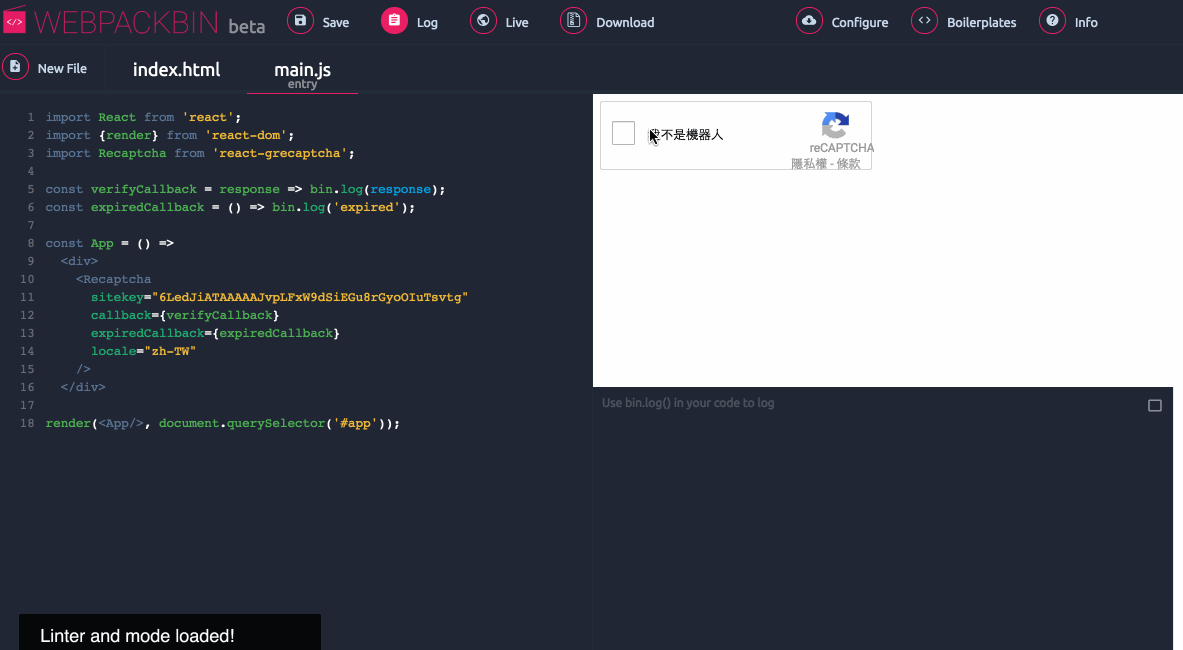 WEBPACKBIN beta
Save
Log
Live
Download
Configure
Boilerplates
Info
New File
index.html
main.js
entry
1 import React from 'react';
2 import {render} from 'react-dom';
3 import Recaptcha from 'react-grecaptcha';
4
5 const verifyCallback = response => bin.log(response);
6 const expiredCallback = () => bin.log('expired');
7
8 const App = () =>
9 <div>
10 <Recaptcha
11 sitekey="6LedJiATAAAAAJvpLFxW9dSiEGu8rGyoOIuTsvtg"
12 callback={verifyCallback}
13 expiredCallback={expiredCallback}
14 locale="zh-TW"
15 />
16 </div>
17
18 render(<App/>, document.querySelector('#app'));
不是機器人
reCAPTCHA
隱私權 - 條款
Use bin.log() in your code to log
Linter and mode loaded!